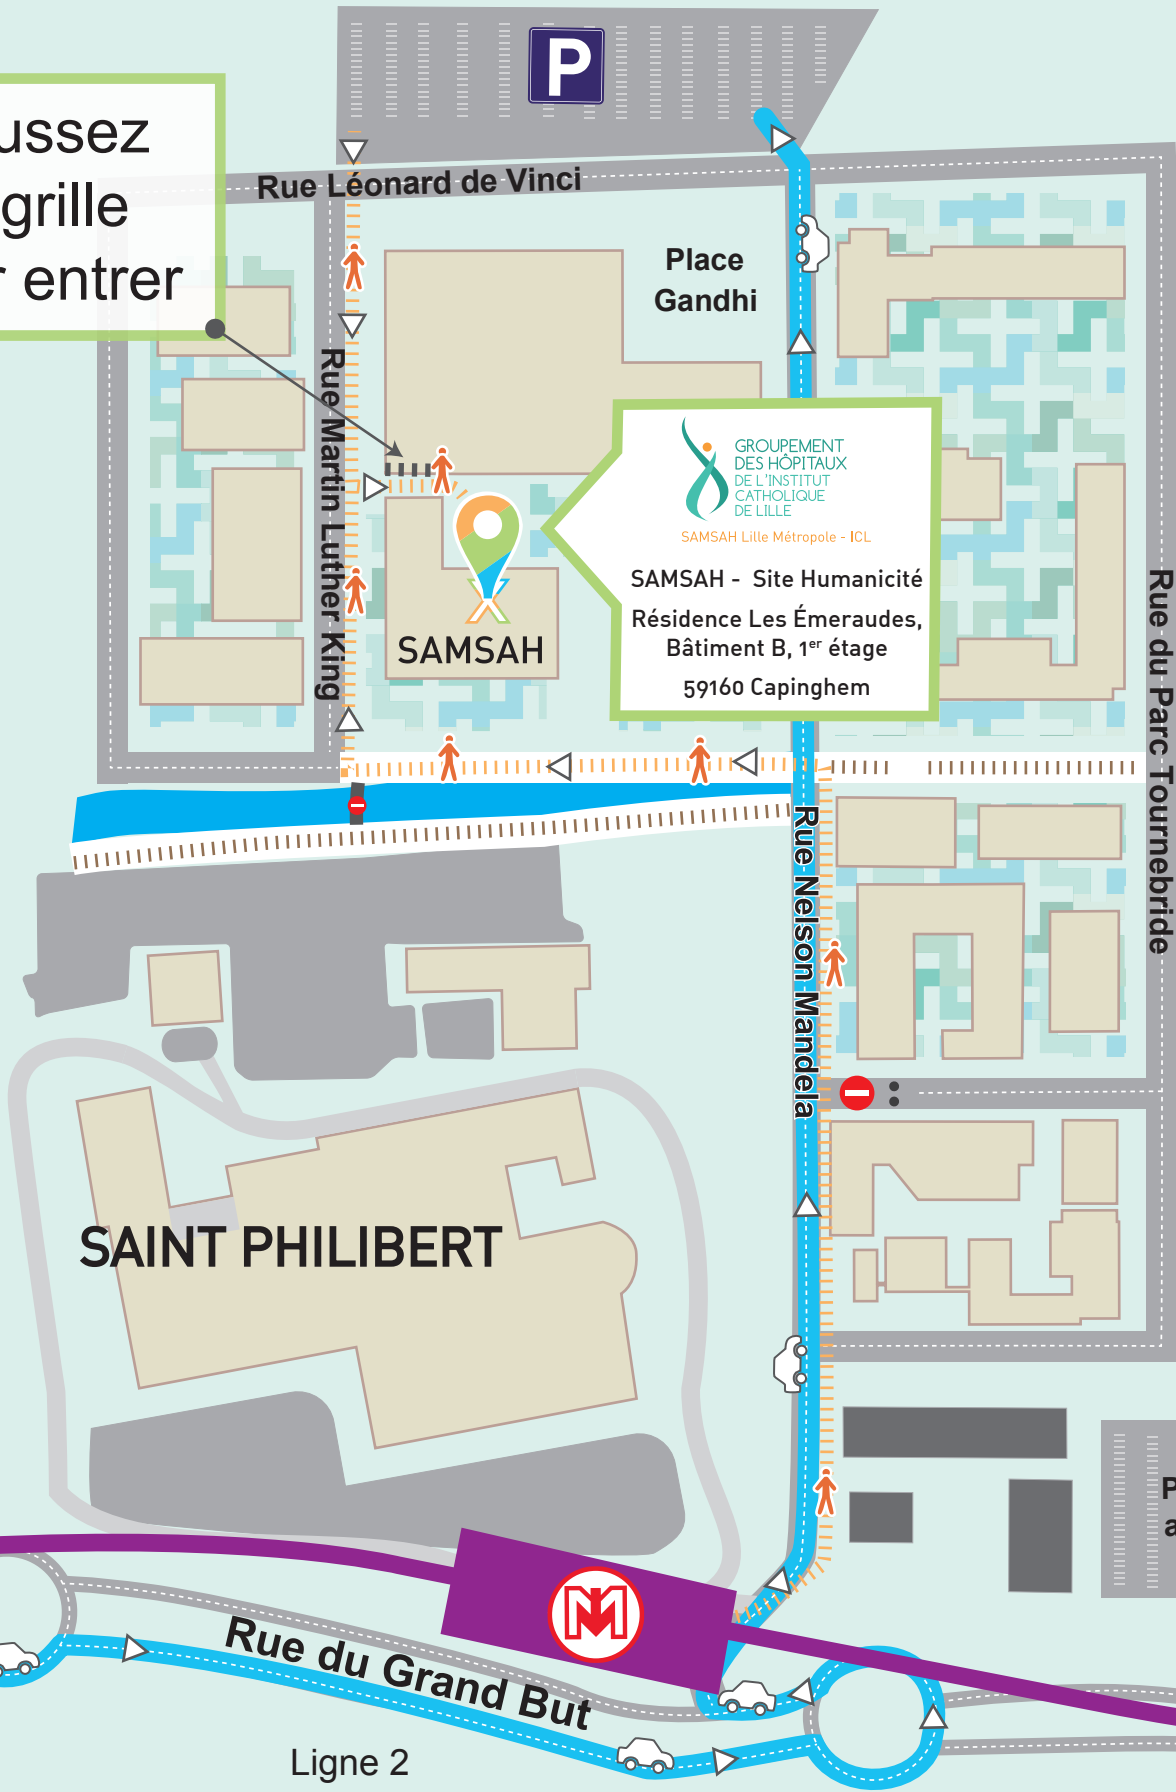 P
ussez
grille
r entrer
Rue Léonard de Vinci
Place
Gandhi
Rue Martin Luther King
GROUPEMENT
DES HÔPITAUX
DE L'INSTITUT
CATHOLIQUE
DE LILLE
SAMSAH Lille Métropole - ICL
SAMSAH - Site Humanicité
Résidence Les Émeraudes,
Bâtiment B, 1er étage
59160 Capinghem
SAMSAH
Rue du Parc Tournebride
Rue Nelson Mandela
SAINT PHILIBERT
P
a
M
Rue du Grand But
Ligne 2